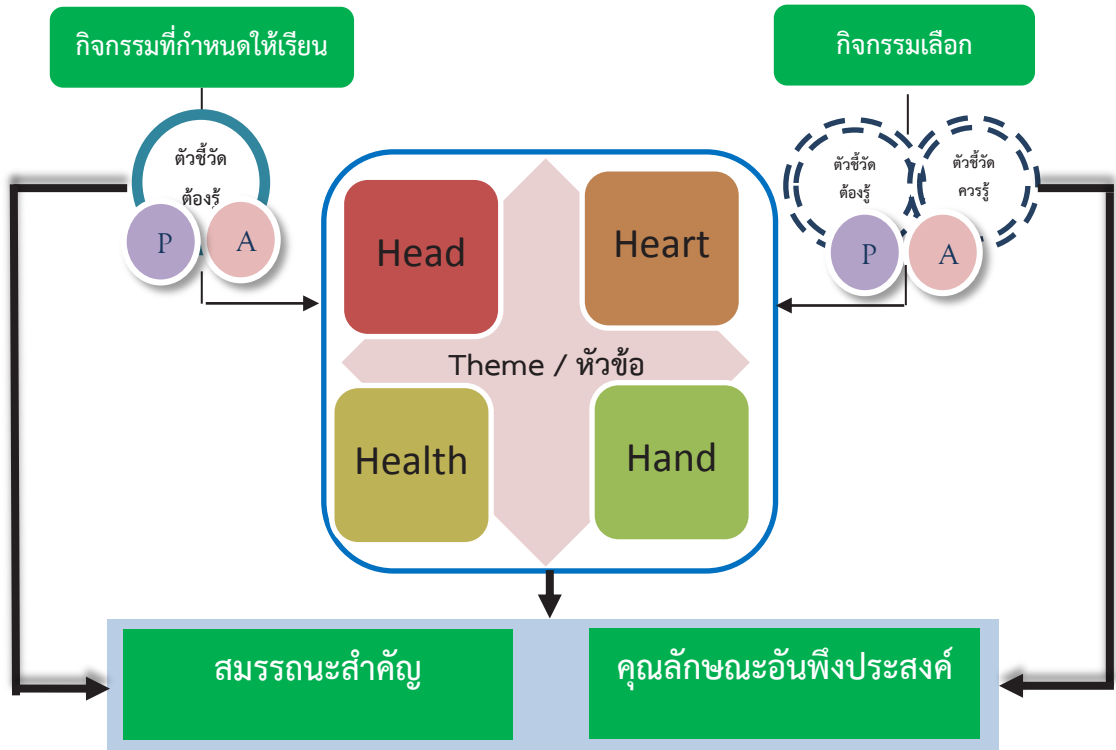 กิจกรรมที่กำหนดให้เรียน
กิจกรรมเลือก
ตัวชี้วัด
ต้องรู้
P
A
ตัวชี้วัด
ต้องรู้
ตัวชี้วัด
ควรรู้
P
A
Head
Heart
Theme / หัวข้อ
Health
Hand
สมรรถนะสำคัญ
คุณลักษณะอันพึงประสงค์